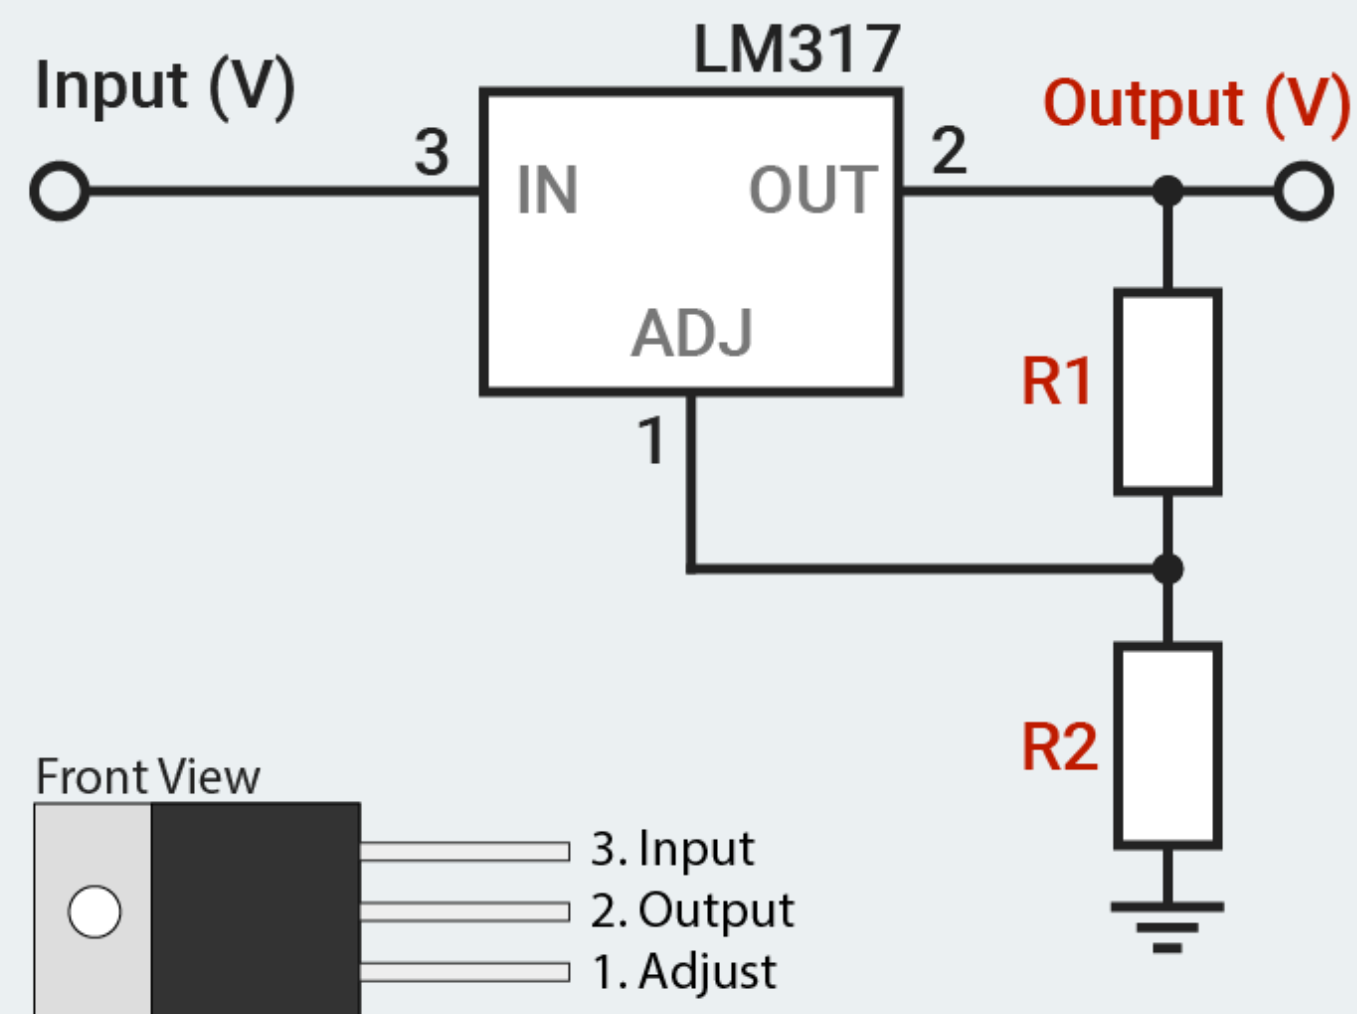 LM317
Input (V)
Output (V)
3
2
IN
OUT
ADJ
1
R1
R2
Front View
3. Input
2. Output
1. Adjust